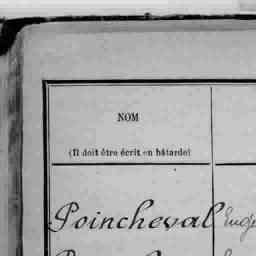 NOM
(Il doit être écrit en bâtarde)
Poincheval